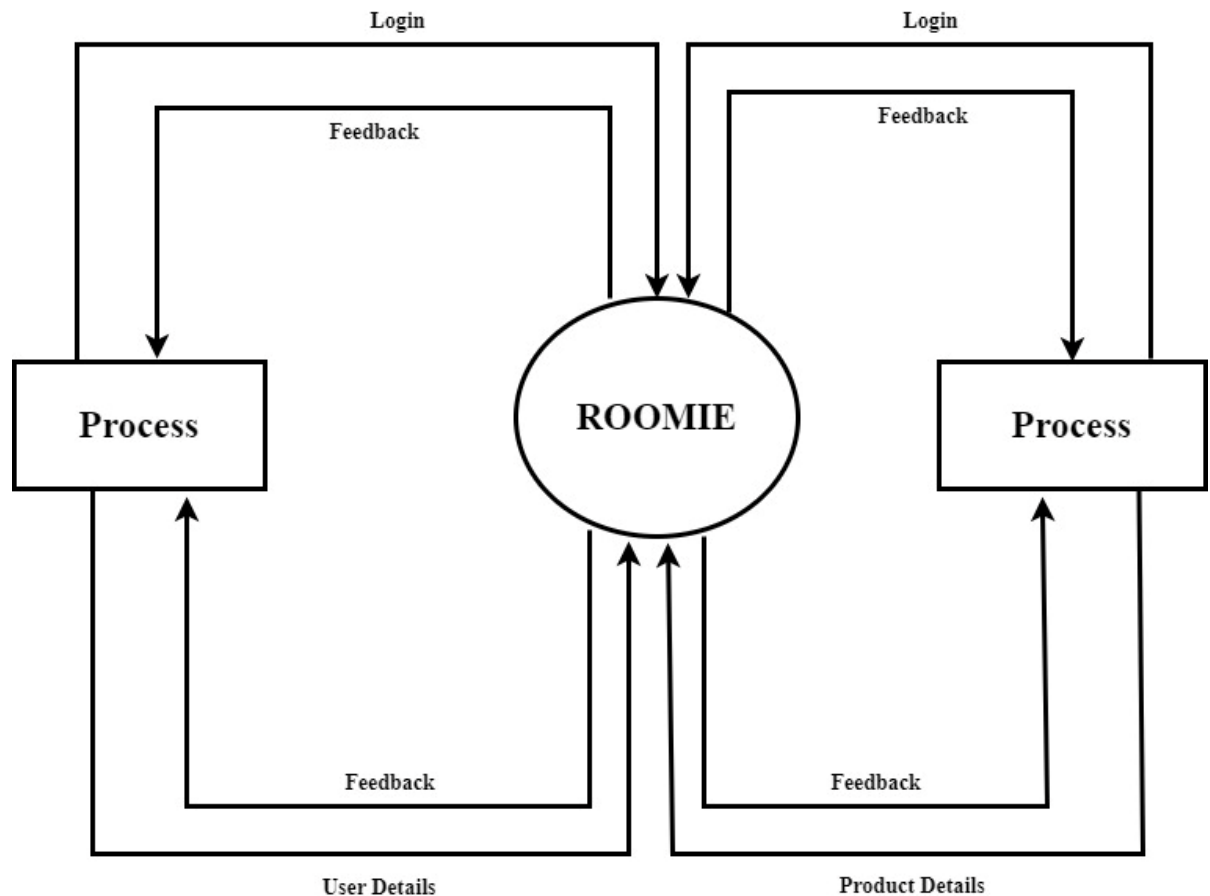 Login
Login
Feedback
Feedback
Process
ROOMIE
Process
Feedback
Feedback
User Details
Product Details